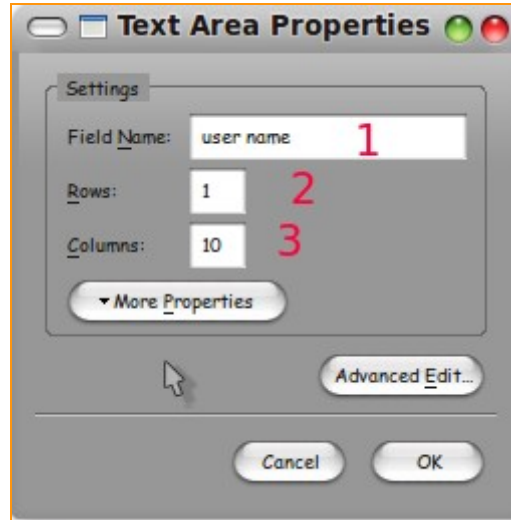 Text Area Properties
Settings
Field Name: user name 1
Rows: 1 2
Columns: 10 3
More Properties
Advanced Edit...
Cancel OK